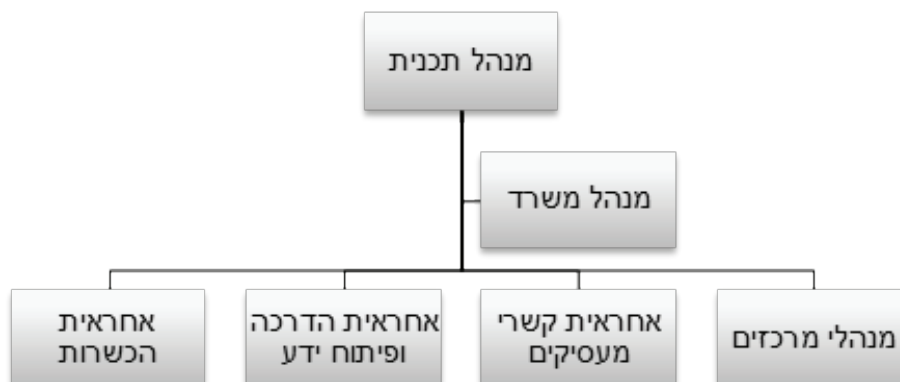 מנהל תכנית
מנהל משרד
מנהלי מרכזים
אחראית קשרי
מעסיקים
אחראית הדרכה
ופיתוח ידע
אחראית
הכשרות